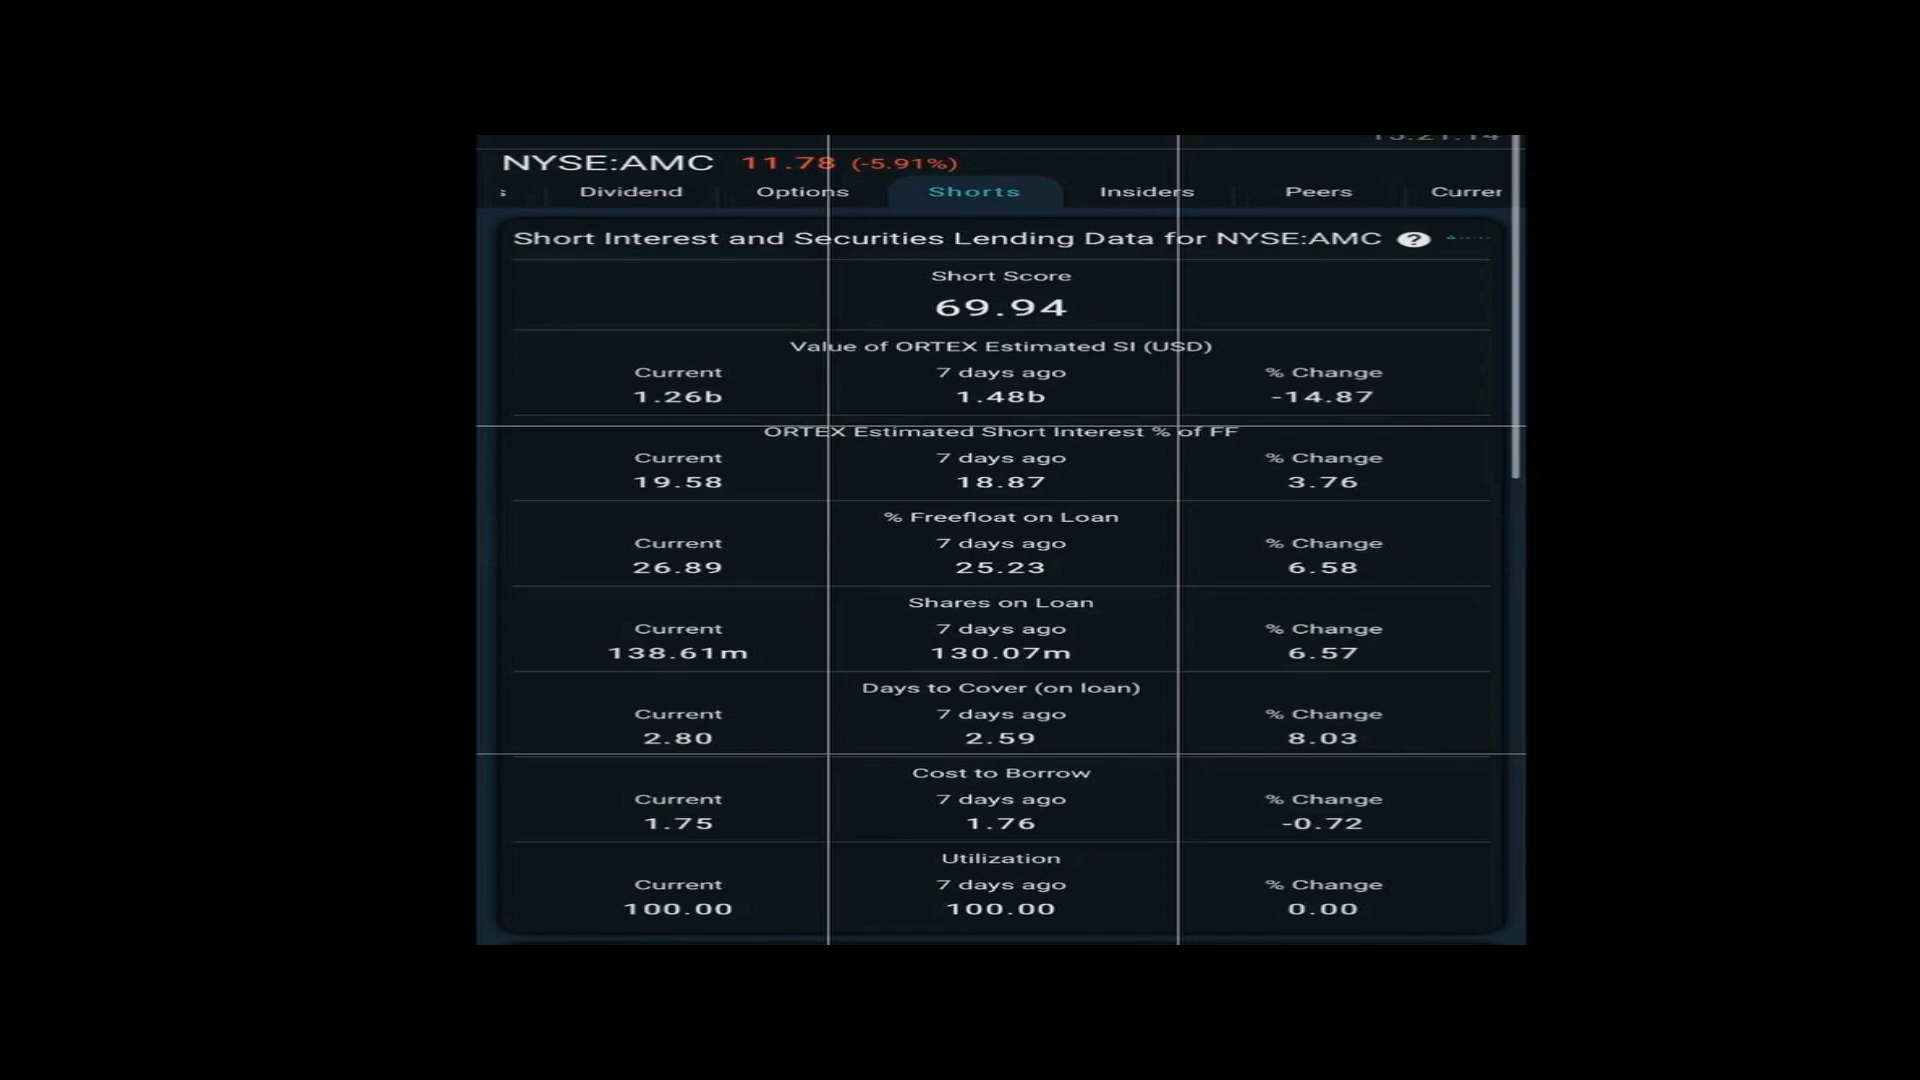 NYSE:AMC 11.78 (-5.91%)
s Dividend Options Shorts Insiders Peers Currer
Short Interest and Securities Lending Data for NYSE:AMC ?
Short Score
69.94
Value of ORTEX Estimated SI (USD)
Current 7 days ago % Change
1.26b 1.48b -14.87
ORTEX Estimated Short Interest % of FF
Current 7 days ago % Change
19.58 18.87 3.76
% Freefloat on Loan
Current 7 days ago % Change
26.89 25.23 6.58
Shares on Loan
Current 7 days ago % Change
138.61m 130.07m 6.57
Days to Cover (on loan)
Current 7 days ago % Change
2.80 2.59 8.03
Cost to Borrow
Current 7 days ago % Change
1.75 1.76 -0.72
Utilization
Current 7 days ago % Change
100.00 100.00 0.00